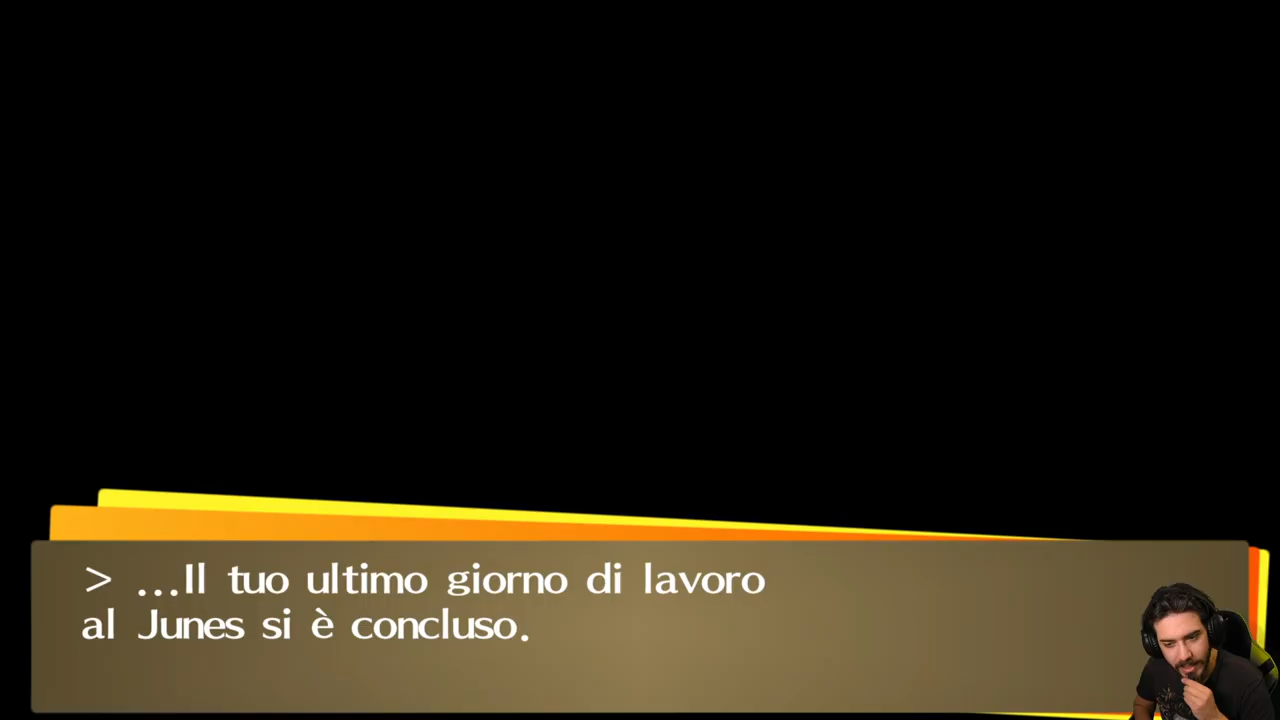 > ...Il tuo ultimo giorno di lavoro
al Junes si è concluso.